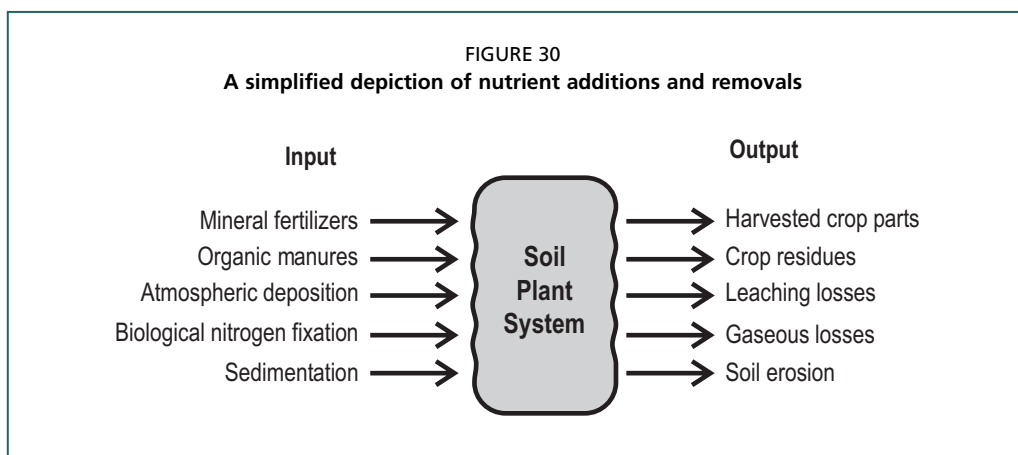 FIGURE 30
A simplified depiction of nutrient additions and removals
Input
Mineral fertilizers
Organic manures
Atmospheric deposition
Biological nitrogen fixation
Sedimentation
Soil
Plant
System
Output
Harvested crop parts
Crop residues
Leaching losses
Gaseous losses
Soil erosion